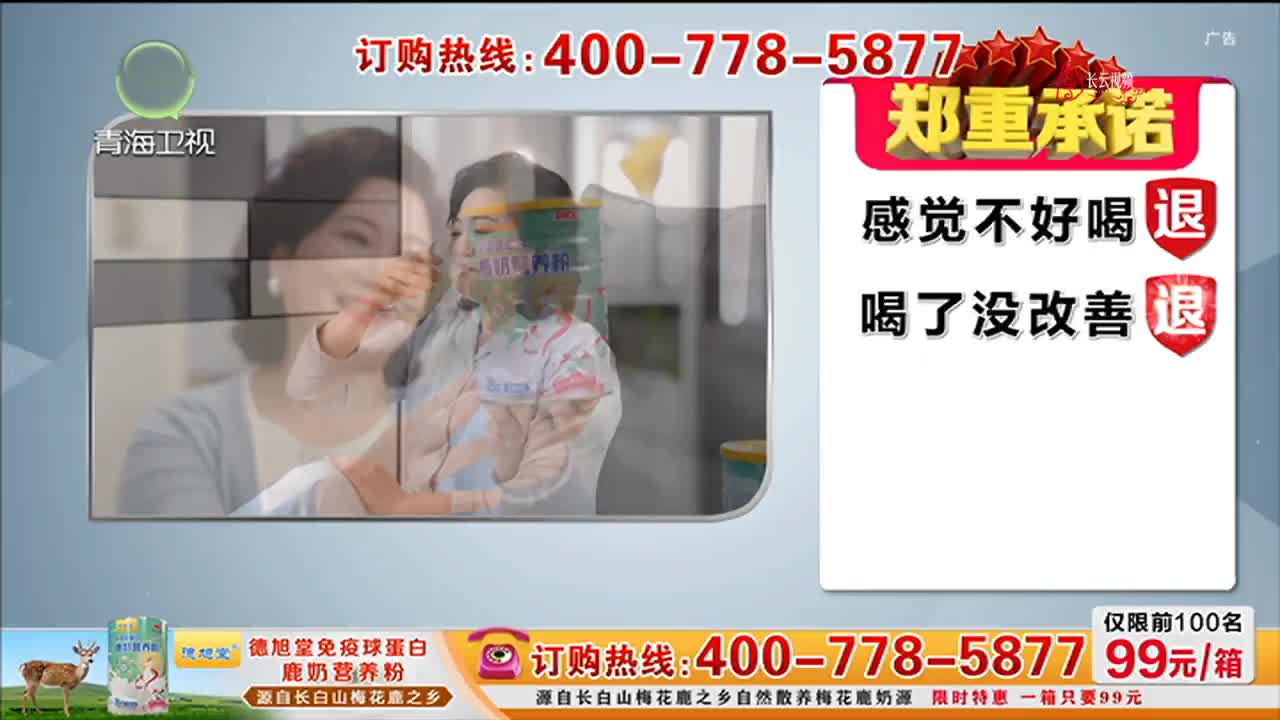 订购热线:400-778-5877
广告
长云视频
青海卫视
郑重承诺
感觉不好喝 退
喝了没改善 退
鹿奶营养粉
德旭堂
德旭堂免疫球蛋白
鹿奶营养粉
源自长白山梅花鹿之乡
订购热线:400-778-5877
仅限前100名
99元/箱
源自长白山梅花鹿之乡自然散养梅花鹿奶源 限时特惠 一箱只要99元